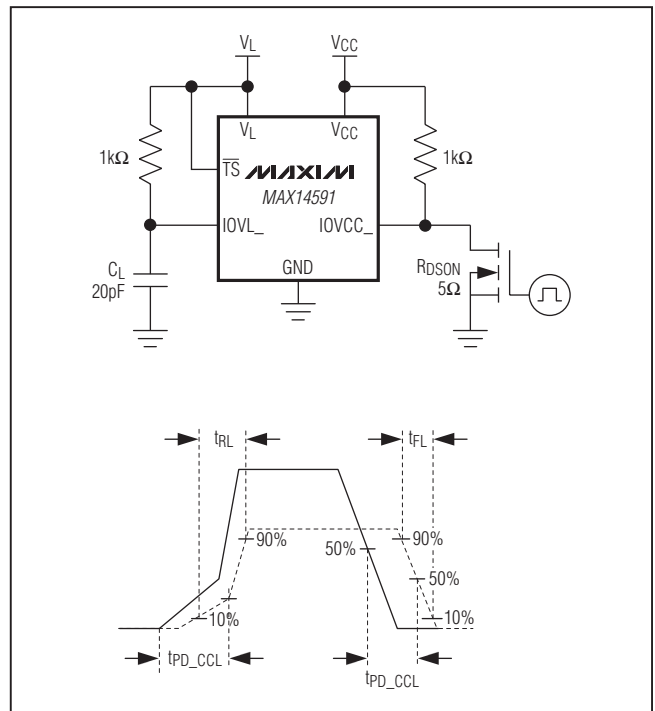 VL VCC
VL VCC
1kΩ TS MAXIM 1kΩ
MAX14591
IOVL_ IOVCC_
CL
20pF
GND
RDSON
5Ω
tRL tFL
90% 50% 90%
50%
10% 10%
tPD_CCL tPD_CCL